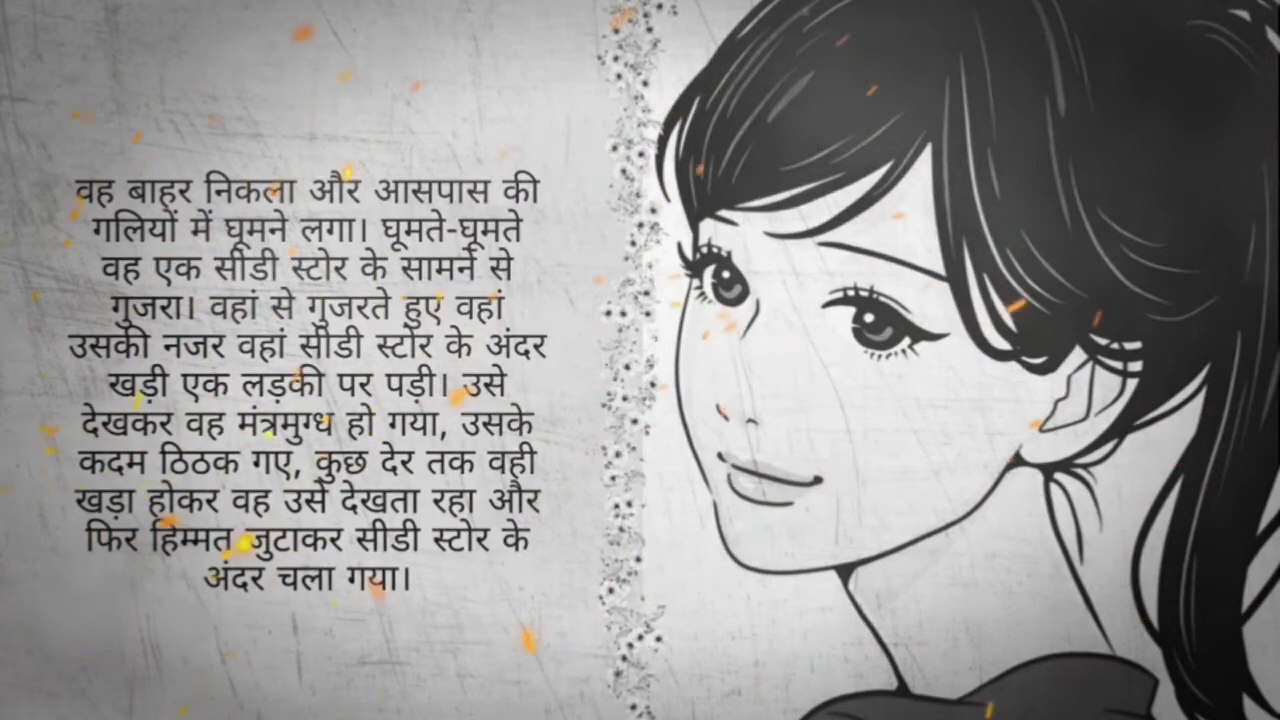 वह बाहर निकला और आसपास की
गलियों में घूमने लगा। घूमते-घूमते
वह एक सीडी स्टोर के सामने से
गुजरा। वहां से गुजरते हुए वहां
उसकी नजर वहां सीडी स्टोर के अंदर
खड़ी एक लड़की पर पड़ी। उसे
देखकर वह मंत्रमुग्ध हो गया, उसके
कदम ठिठक गए, कुछ देर तक वही
खड़ा होकर वह उसे देखता रहा और
फिर हिम्मत जुटाकर सीडी स्टोर के
अंदर चला गया।